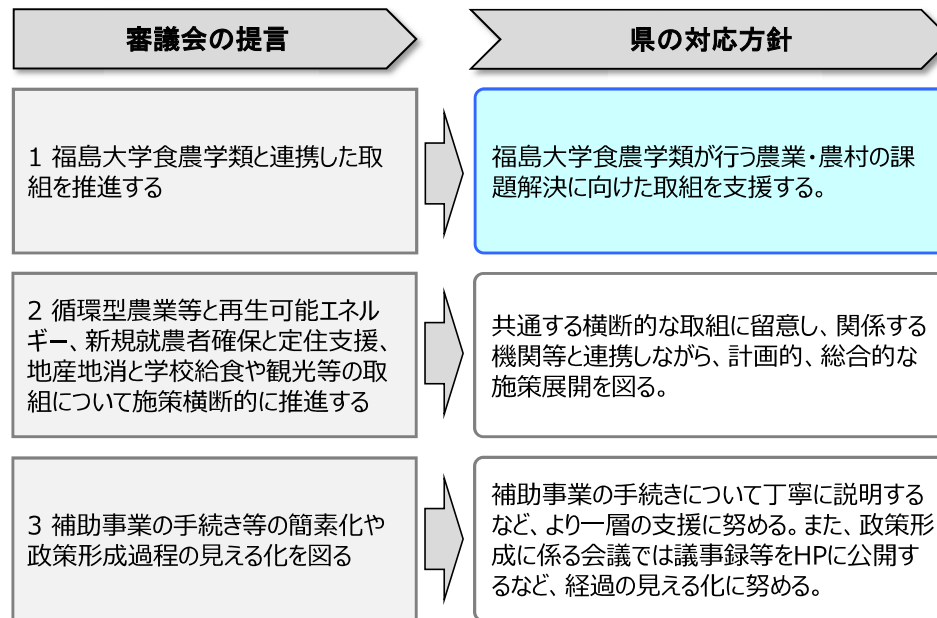 審議会の提言
県の対応方針
1 福島大学食農学類と連携した取
組を推進する
福島大学食農学類が行う農業・農村の課
題解決に向けた取組を支援する。
2 循環型農業等と再生可能エネル
ギー、新規就農者確保と定住支援、
地産地消と学校給食や観光等の取
組について施策横断的に推進する
共通する横断的な取組に留意し、関係する
機関等と連携しながら、計画的、総合的な
施策展開を図る。
3 補助事業の手続き等の簡素化や
政策形成過程の見える化を図る
補助事業の手続きについて丁寧に説明する
など、より一層の支援に努める。また、政策形
成に係る会議では議事録等をHPに公開す
るなど、経過の見える化に努める。